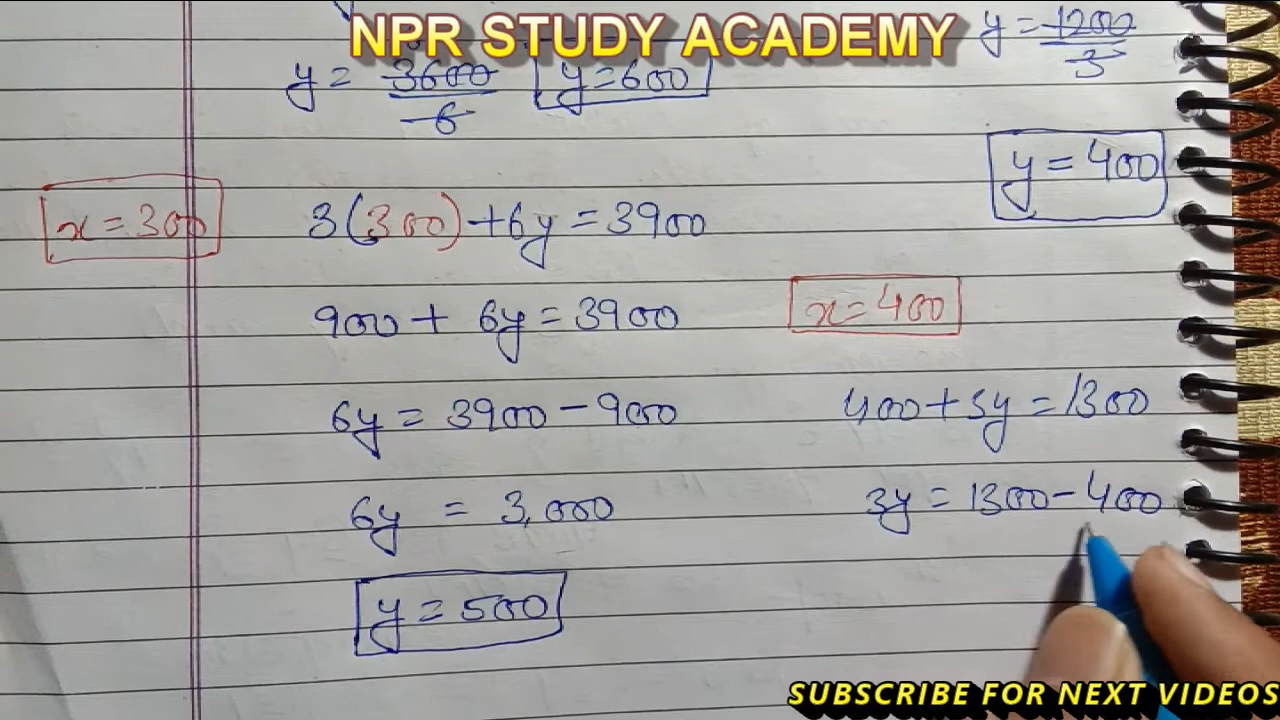 NPR STUDY ACADEMY
y = 3600/6 y = 600
y = 1200/3
y = 400
x = 300
3(300) + 6y = 3900
900 + 6y = 3900
6y = 3900 - 900
6y = 3,000
y = 500
x = 400
400 + 3y = 1300
3y = 1300 - 400
SUBSCRIBE FOR NEXT VIDEOS